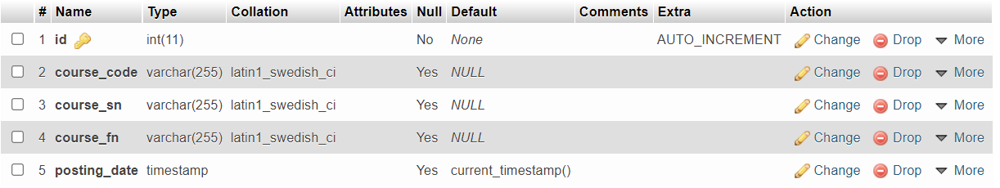 # Name Type Collation Attributes Null Default Comments Extra Action
1 id int(11) No None AUTO_INCREMENT Change Drop More
2 course_code varchar(255) latin1_swedish_ci Yes NULL Change Drop More
3 course_sn varchar(255) latin1_swedish_ci Yes NULL Change Drop More
4 course_fn varchar(255) latin1_swedish_ci Yes NULL Change Drop More
5 posting_date timestamp Yes current_timestamp() Change Drop More